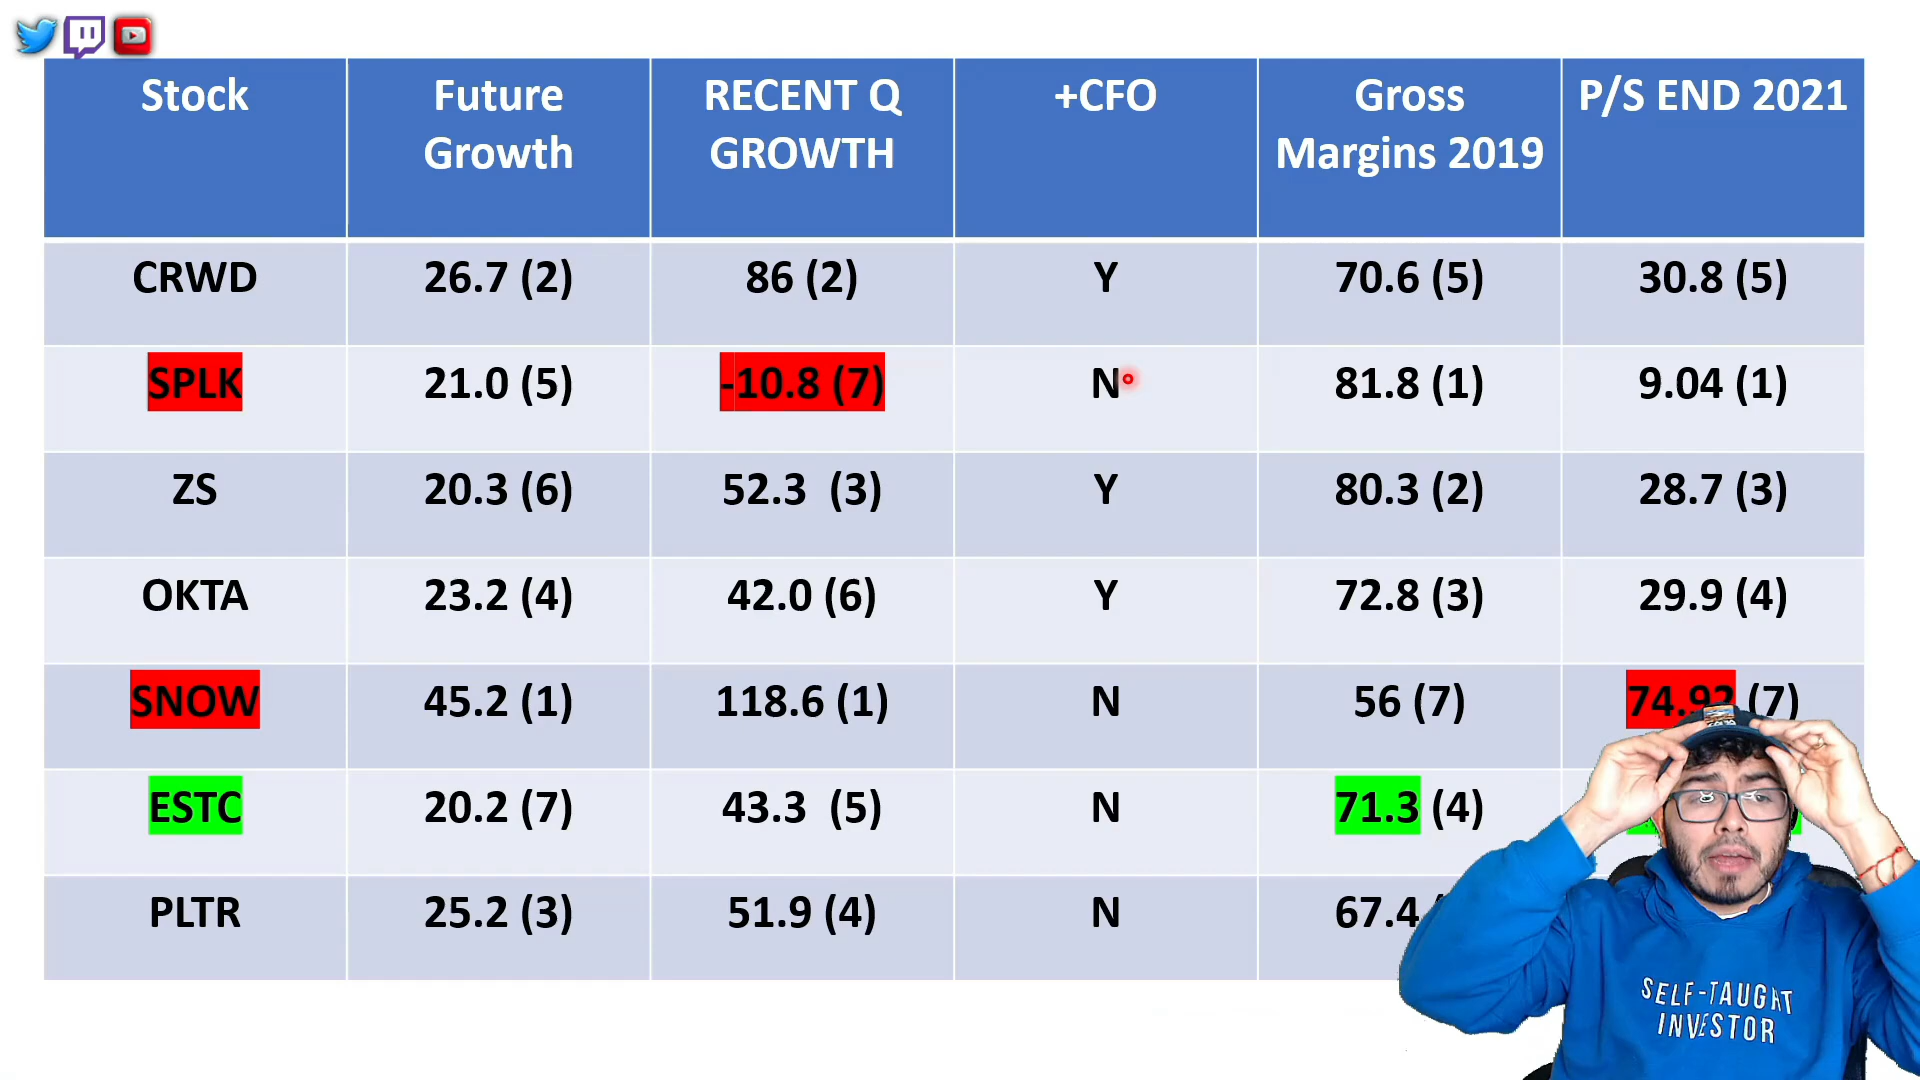 Stock
Future
Growth
RECENT Q
GROWTH
+CFO
Gross
Margins 2019
P/S END 2021
CRWD
26.7 (2)
86 (2)
Y
70.6 (5)
30.8 (5)
SPLK
21.0 (5)
-10.8 (7)
N
81.8 (1)
9.04 (1)
ZS
20.3 (6)
52.3 (3)
Y
80.3 (2)
28.7 (3)
OKTA
23.2 (4)
42.0 (6)
Y
72.8 (3)
29.9 (4)
SNOW
45.2 (1)
118.6 (1)
N
56 (7)
74.92 (7)
ESTC
20.2 (7)
43.3 (5)
N
71.3 (4)
PLTR
25.2 (3)
51.9 (4)
N
67.4
SELF-TAUGHT
INVESTOR